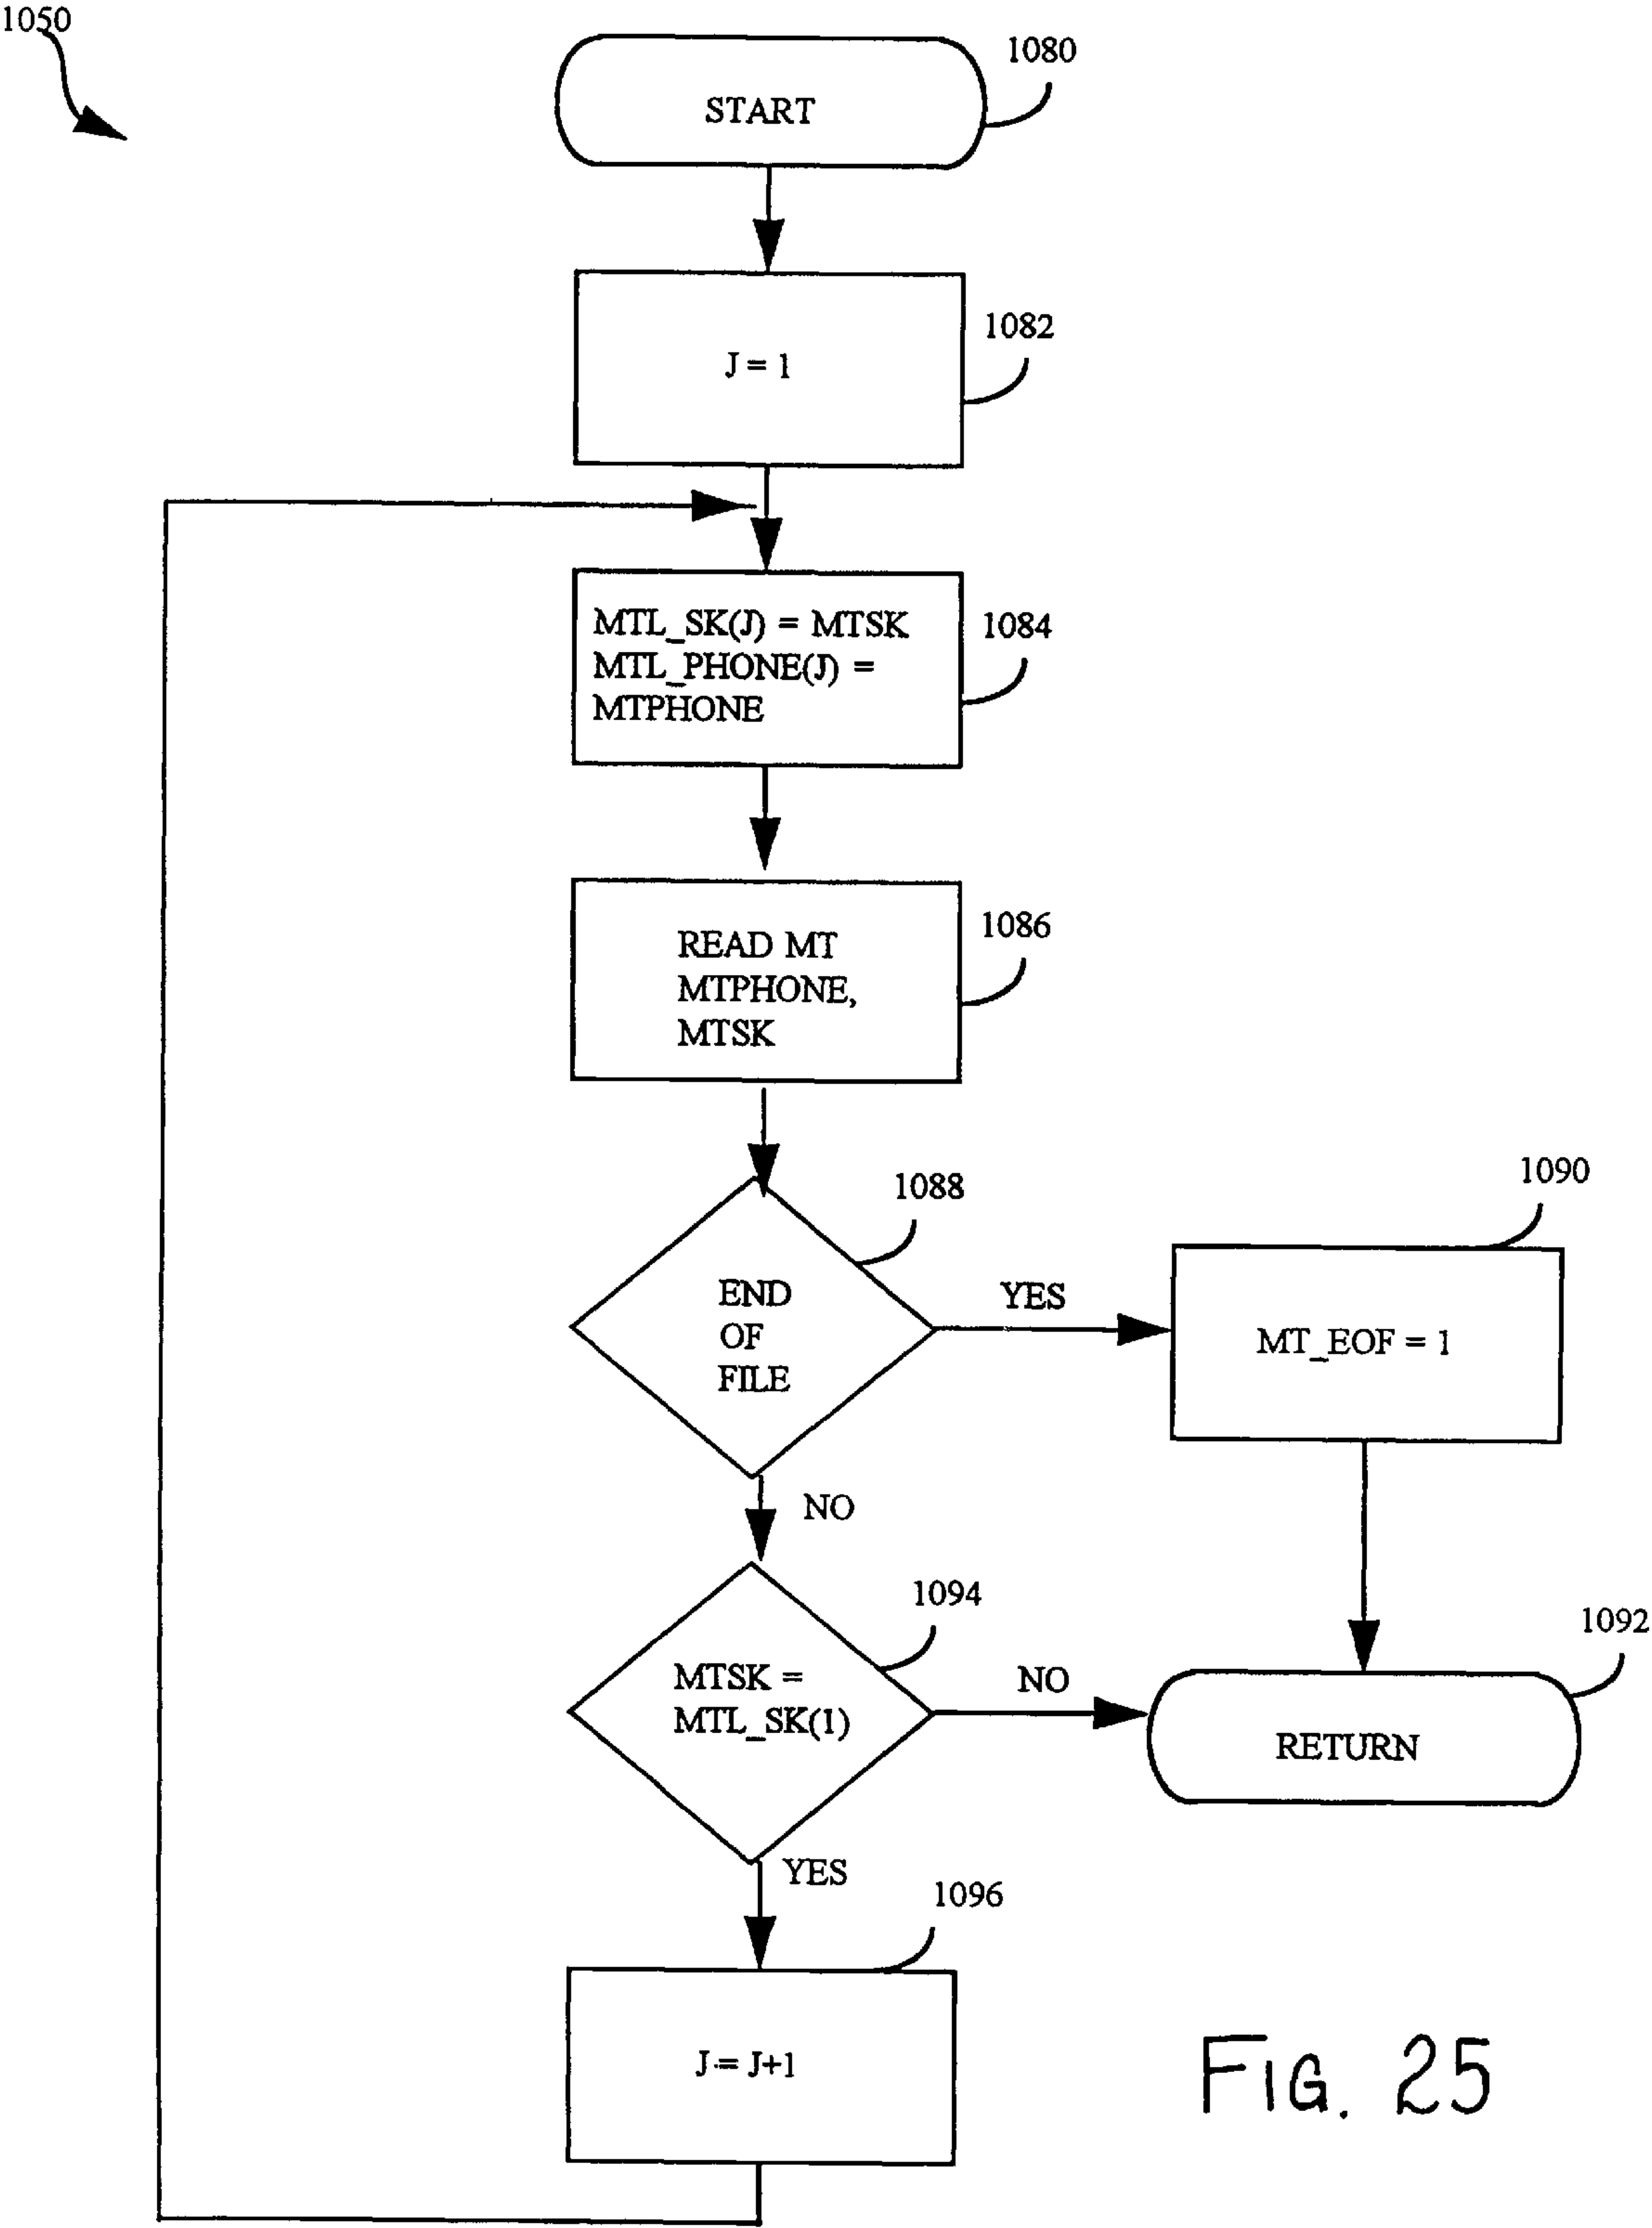 1050
1080
START
1082
J = 1
MTL_SK(J) = MTSK
MTL_PHONE(J) =
MTPHONE
1084
READ MT
MTPHONE,
MTSK
1086
1088
END
OF
FILE
YES
1090
MT_EOF = 1
NO
1094
MTSK =
MTL_SK(1)
NO
1092
RETURN
YES
1096
J = J+1
FIG. 25